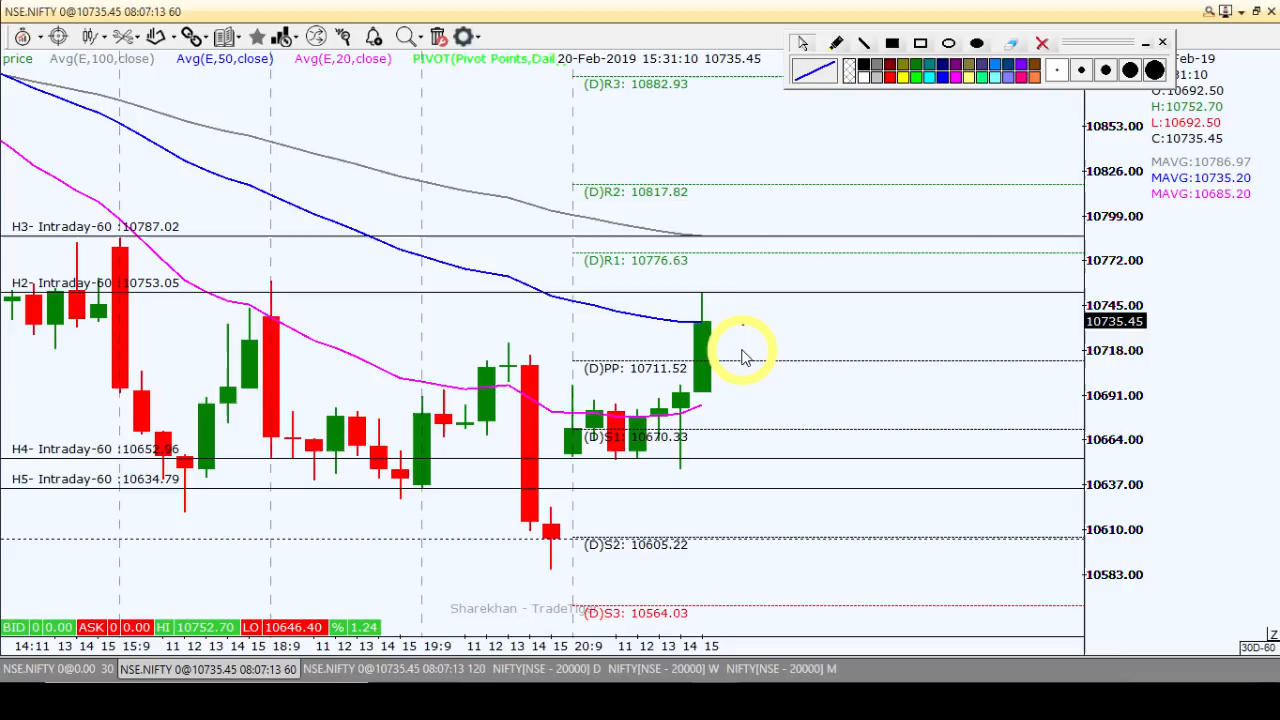 NSE.NIFTY 0@10735.45 08:07:13 60
price Avg(E,100,close) Avg(E,50,close) Avg(E,20,close) PIVOT(Pivot Points,Daily 20-Feb-2019 15:31:10 10735.45
Feb-19
15:31:10
O:10692.50
H:10752.70
L:10692.50
C:10735.45
MAVG:10786.97
MAVG:10735.20
MAVG:10685.20
(D)R3: 10882.93
(D)R2: 10817.82
H3- Intraday-60 :10787.02
(D)R1: 10776.63
H2- Intraday-60 :10753.05
(D)PP: 10711.52
(D)S1: 10670.33
H4- Intraday-60 :10652.96
H5- Intraday-60 :10634.79
(D)S2: 10605.22
(D)S3: 10564.03
Sharekhan - TradeTiger
10853.00
10826.00
10799.00
10772.00
10745.00
10735.45
10718.00
10691.00
10664.00
10637.00
10610.00
10583.00
BID 0 0.00 ASK 0 0.00 HI 10752.70 LO 10646.40 % 1.24
14:11 13 14 15 15:9 11 12 13 14 15 18:9 11 12 13 14 15 19:9 11 12 13 14 15 20:9 11 12 13 14 15
Z
30D-60
NSE.NIFTY 0@0.00 30 NSE.NIFTY 0@10735.45 08:07:13 60 NSE.NIFTY 0@10735.45 08:07:13 120 NIFTY[NSE - 20000] D NIFTY[NSE - 20000] W NIFTY[NSE - 20000] M